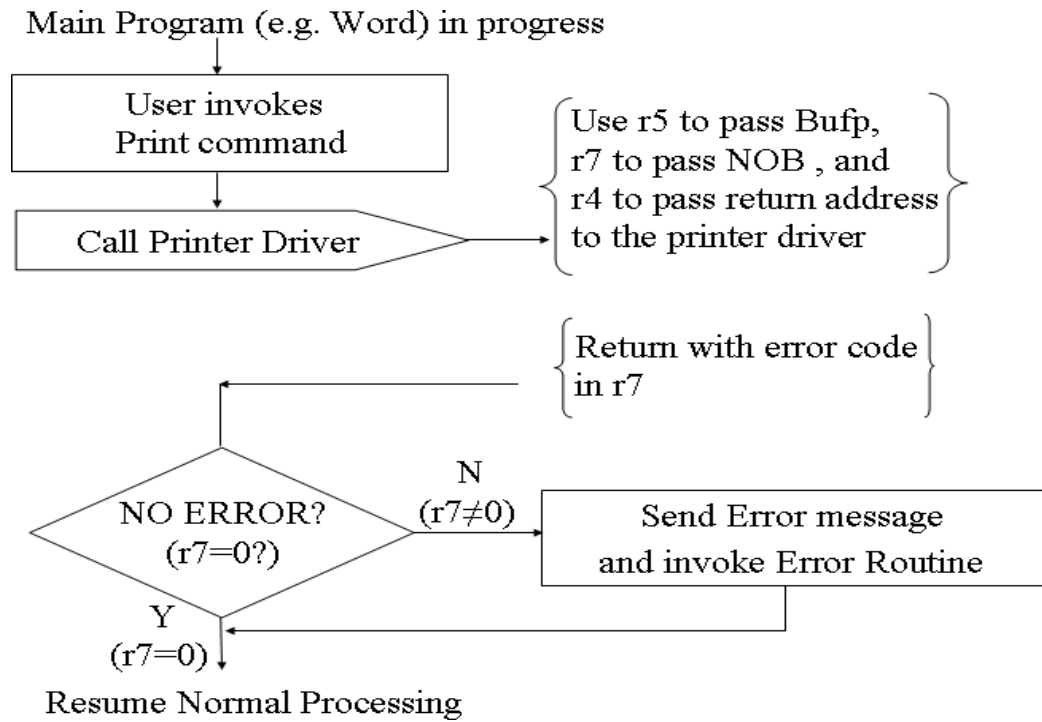 Main Program (e.g. Word) in progress
User invokes
Print command
Use r5 to pass Bufp,
r7 to pass NOB , and
r4 to pass return address
to the printer driver
Call Printer Driver
Return with error code
in r7
NO ERROR?
(r7=0?)
N
(r7≠0)
Send Error message
and invoke Error Routine
Y
(r7=0)
Resume Normal Processing